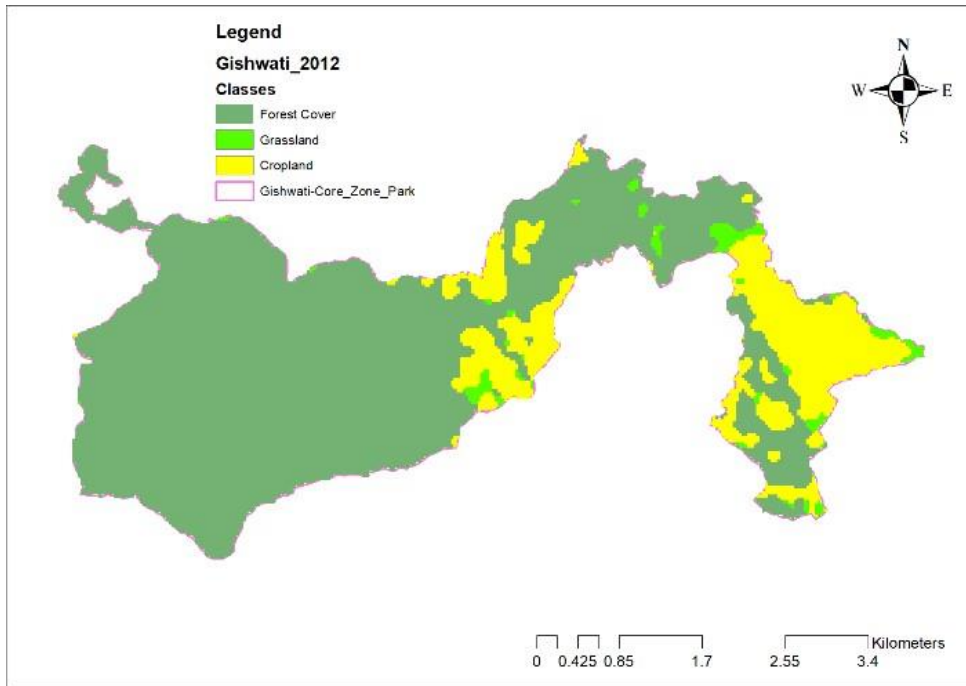 Legend
Gishwati_2012
Classes
Forest Cover
Grassland
Cropland
Gishwati-Core_Zone_Park
N
W E
S
Kilometers
0 0.425 0.85 1.7 2.55 3.4